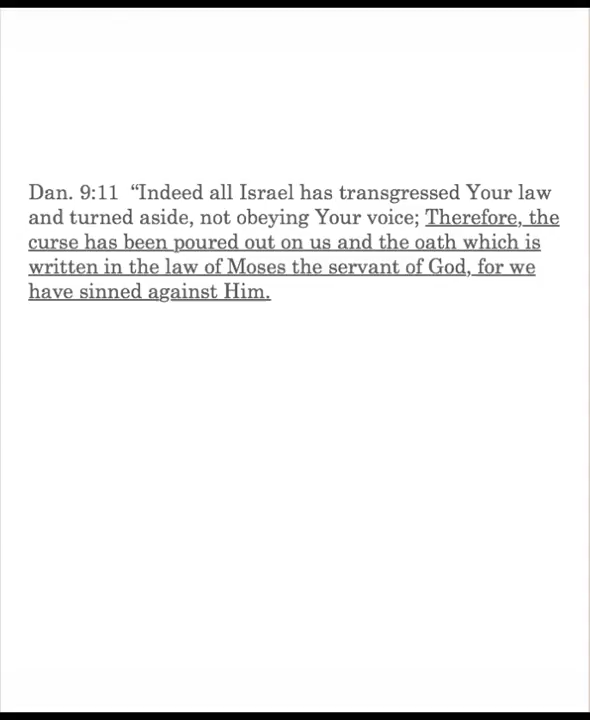 Dan. 9:11  “Indeed all Israel has transgressed Your law
and turned aside, not obeying Your voice; Therefore, the
curse has been poured out on us and the oath which is
written in the law of Moses the servant of God, for we
have sinned against Him.